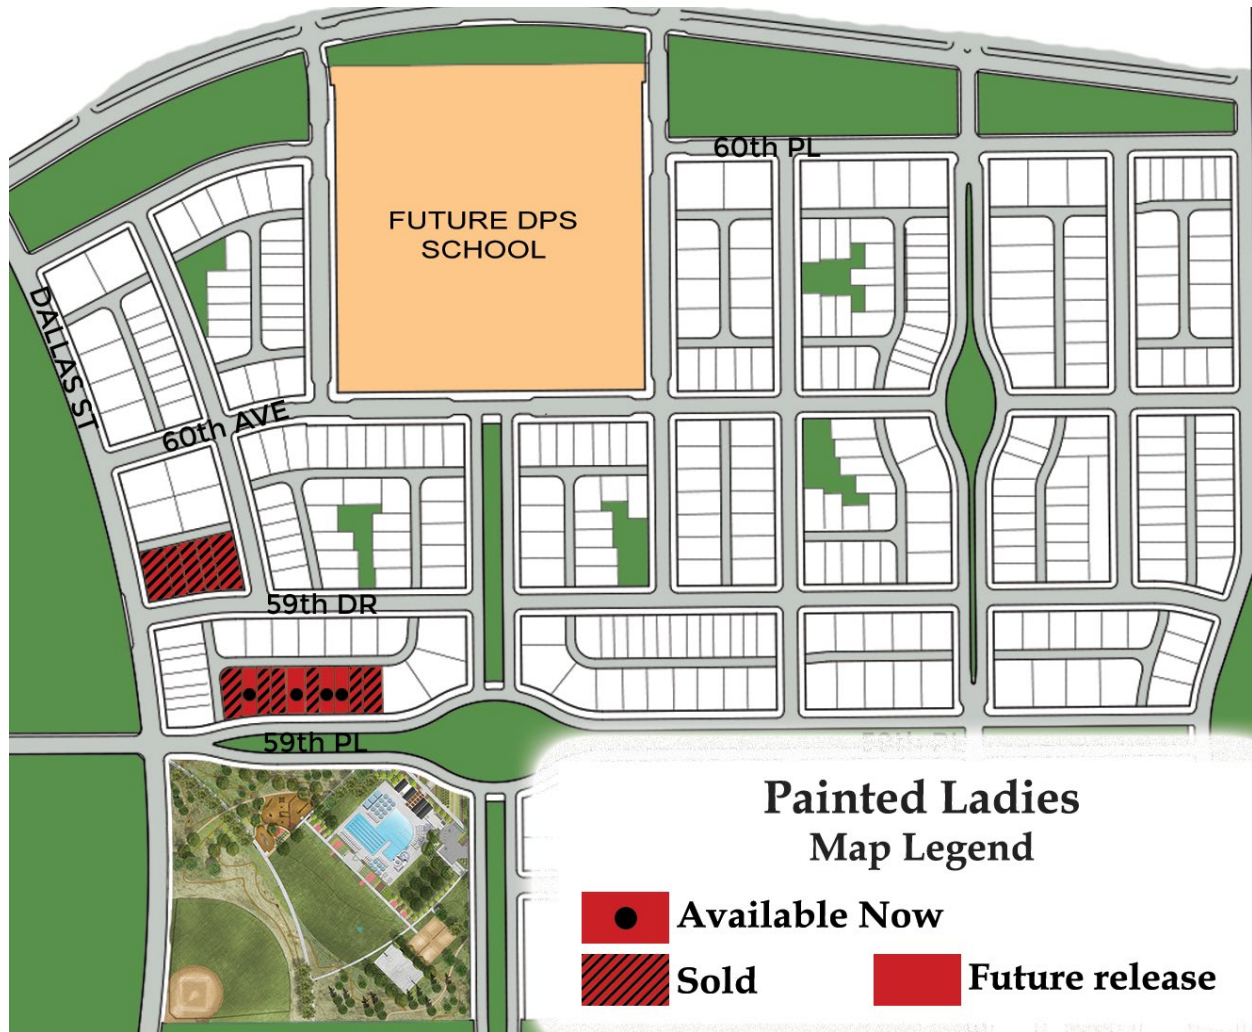 60th PL
FUTURE DPS
SCHOOL
DALLAS ST
60th AVE
59th DR
59th PL
Painted Ladies
Map Legend
Available Now
Sold
Future release